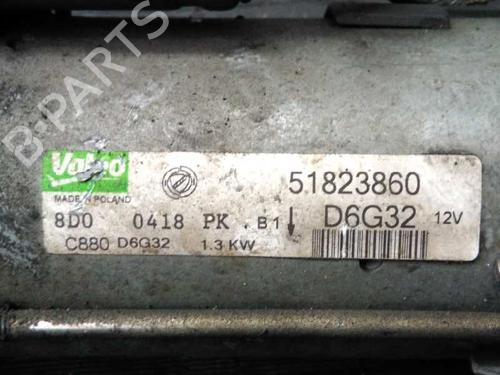 B-PARTS
Valeo
MADE IN POLAND
51823860
8D0 0418 PK . B1
D6G32 12V
C880 D6G32 1.3 KW